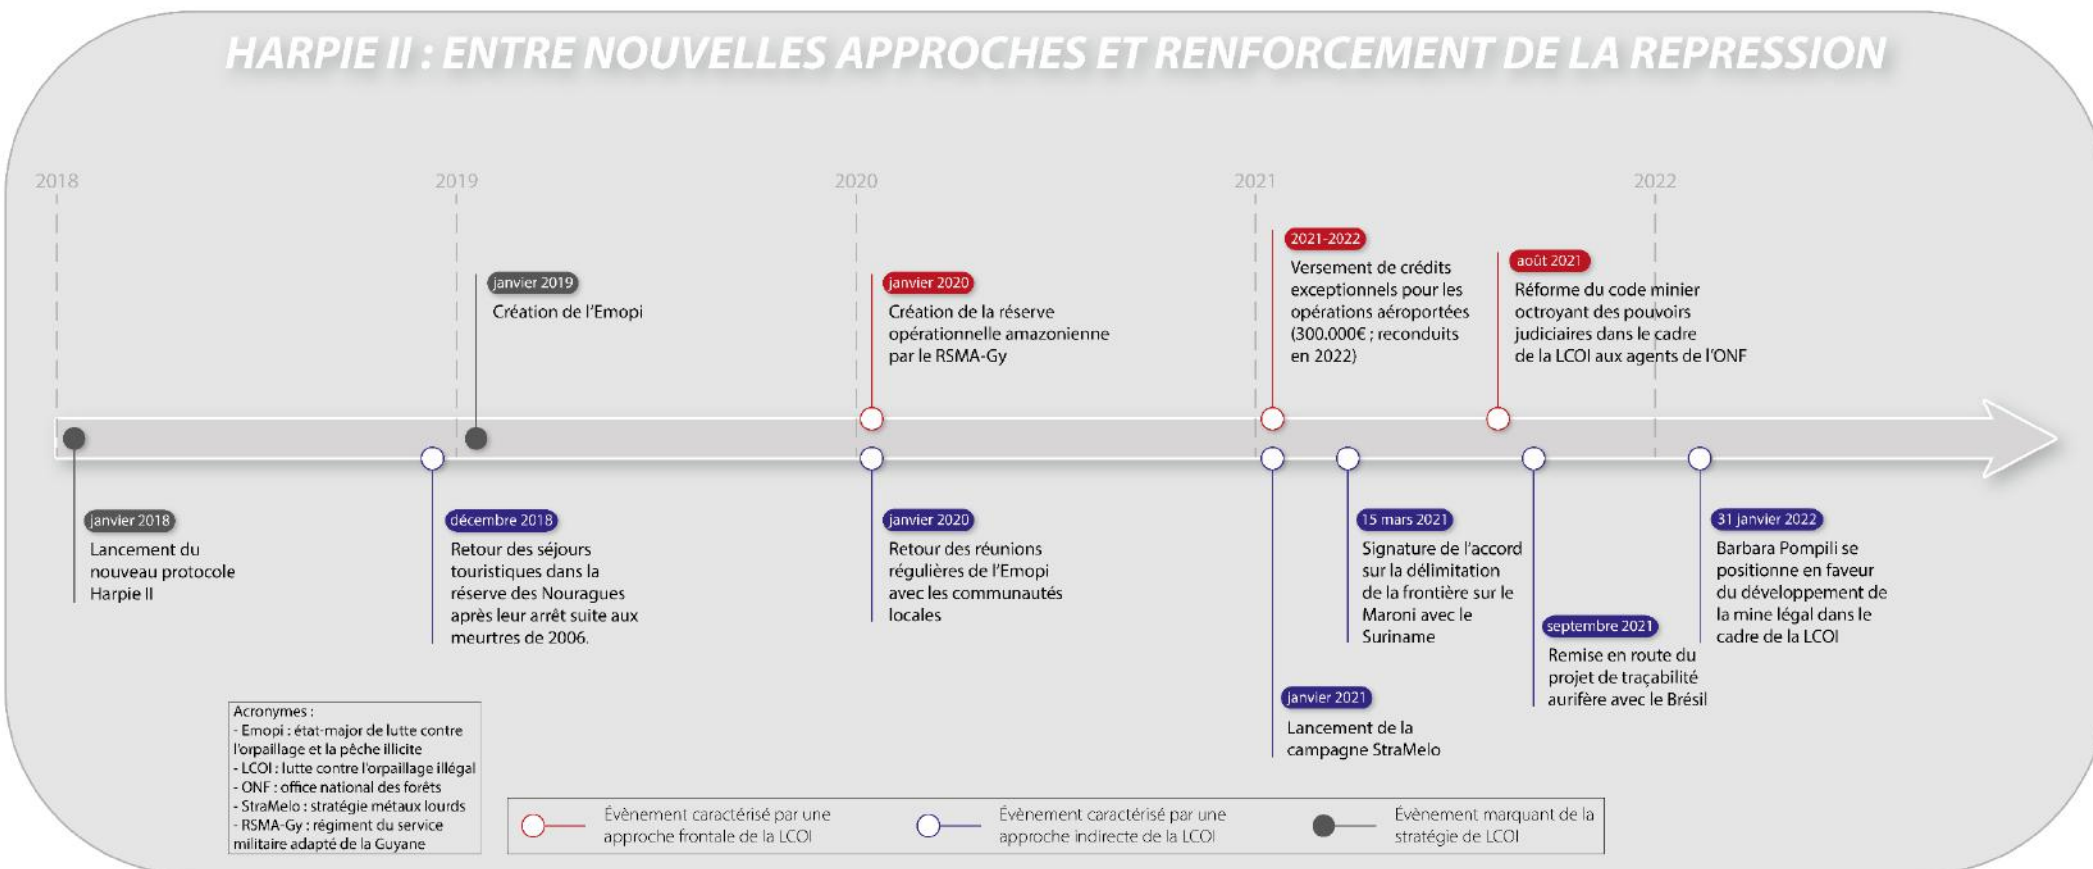 HARPIE II : ENTRE NOUVELLES APPROCHES ET RENFORCEMENT DE LA REPRESSION
2018
2019
2020
2021
2022
janvier 2019
Création de l'Emopi
janvier 2020
Création de la réserve
opérationnelle amazonienne
par le RSMA-Gy
2021-2022
Versement de crédits
exceptionnels pour les
opérations aéroportées
(300.000€ ; reconduits
en 2022)
août 2021
Réforme du code minier
octroyant des pouvoirs
judiciaires dans le cadre
de la LCOI aux agents de l'ONF
janvier 2018
Lancement du
nouveau protocole
Harpie II
décembre 2018
Retour des séjours
touristiques dans la
réserve des Nouragues
après leur arrêt suite aux
meurtres de 2006.
janvier 2020
Retour des réunions
régulières de l'Emopi
avec les communautés
locales
janvier 2021
Lancement de la
campagne StraMelo
15 mars 2021
Signature de l'accord
sur la délimitation
de la frontière sur le
Maroni avec le
Suriname
septembre 2021
Remise en route du
projet de traçabilité
aurifère avec le Brésil
31 janvier 2022
Barbara Pompili se
positionne en faveur
du développement de
la mine légal dans le
cadre de la LCOI
Acronymes :
- Emopi : état-major de lutte contre
l'orpaillage et la pêche illicite
- LCOI : lutte contre l'orpaillage illégal
- ONF : office national des forêts
- StraMelo : stratégie métaux lourds
- RSMA-Gy : régiment du service
militaire adapté de la Guyane
Évènement caractérisé par une
approche frontale de la LCOI
Évènement caractérisé par une
approche indirecte de la LCOI
Évènement marquant de la
stratégie de LCOI